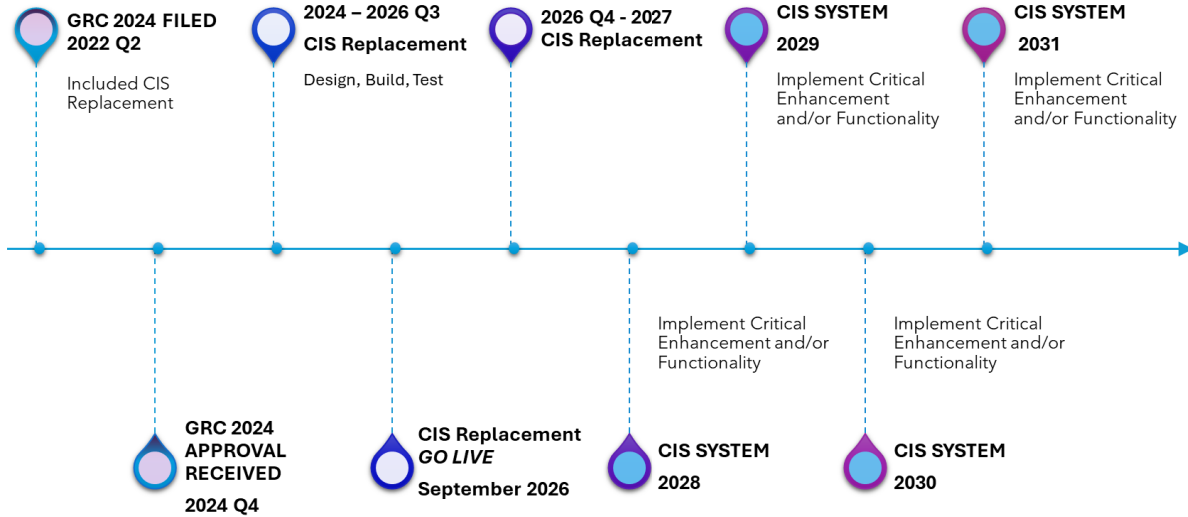 GRC 2024 FILED
2022 Q2
Included CIS
Replacement
2024 – 2026 Q3
CIS Replacement
Design, Build, Test
2026 Q4 - 2027
CIS Replacement
CIS SYSTEM
2029
Implement Critical
Enhancement
and/or Functionality
CIS SYSTEM
2031
Implement Critical
Enhancement
and/or Functionality
GRC 2024
APPROVAL
RECEIVED
2024 Q4
CIS Replacement
GO LIVE
September 2026
Implement Critical
Enhancement and/or
Functionality
CIS SYSTEM
2028
Implement Critical
Enhancement and/or
Functionality
CIS SYSTEM
2030